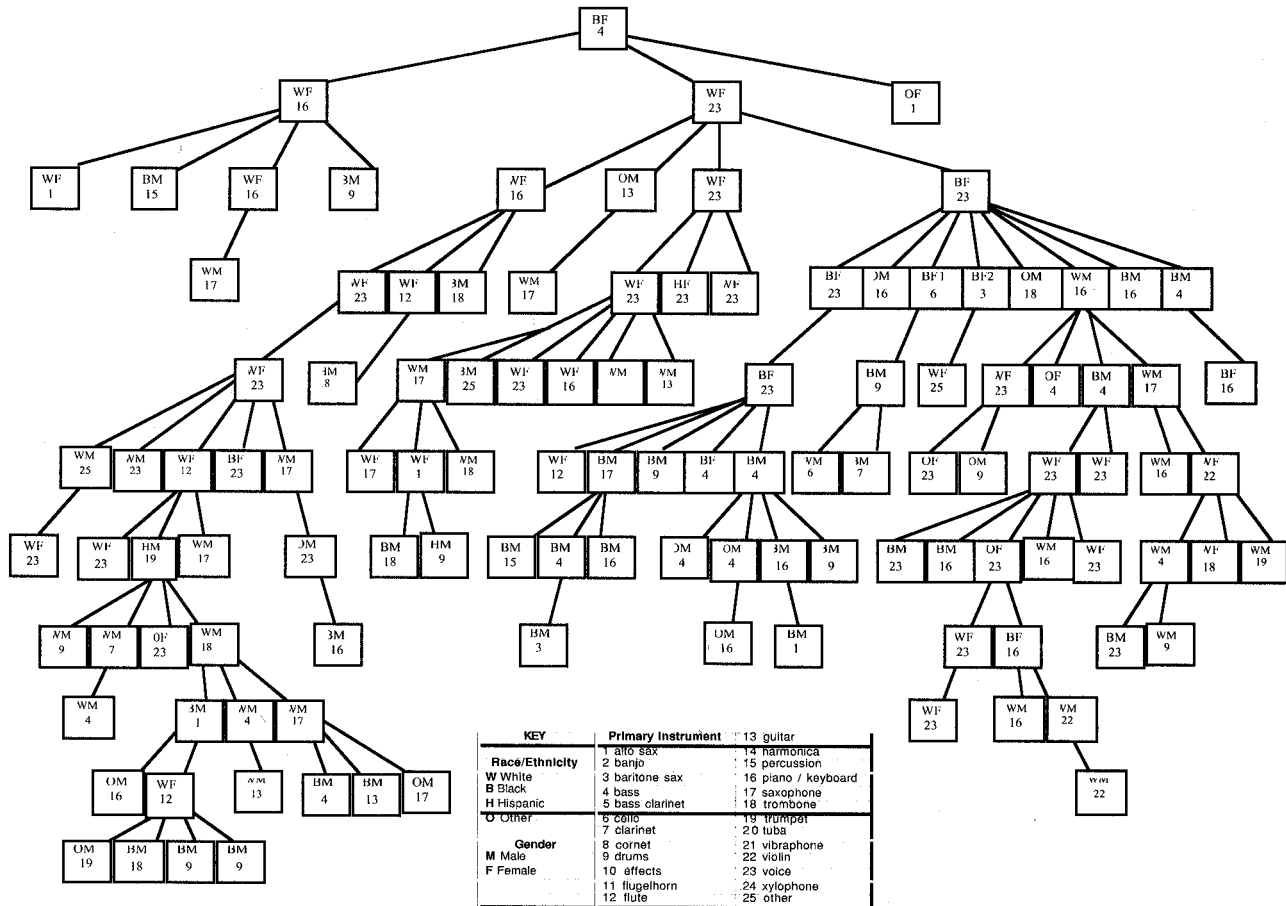 BF
4
WF WF OF
16 23 1
WF BM WF BM WF OM WF BF
1 15 16 9 16 13 23 23
WM WF WF BM WM WF HF WF BF OM BF1 BF2 OM WM BM BM
17 23 12 18 17 23 23 23 23 16 6 3 18 16 16 4
WF BM WM BM WF WF WM WM BF BM WF WF OF BM WM BF
23 8 17 25 23 16 13 23 9 25 23 4 4 17 16
WM WM WF BF WM WF WF WM WF BM BM BF BM WM BM OF OM WF WF WM WF
25 23 12 23 17 17 1 18 12 17 9 4 4 6 7 23 9 23 23 16 22
WF WF HM WM OM BM HM BM BM BM OM OM BM BM BM BM OF WM WF WM WF WM
23 23 19 17 23 18 9 15 4 16 4 4 16 9 23 16 23 16 23 4 18 19
WM WM OF WM BM BM OM BM WF BF BM WM
9 7 23 18 16 3 16 1 23 16 23 9
WM BM WM WM WF WM WM
4 1 4 17 23 16 22
OM WF WM BM BM OM WM
16 12 13 4 13 17 22
OM BM BM BM
19 18 9 9
KEY Primary Instrument 13 guitar
1 alto sax 14 harmonica
Race/Ethnicity 2 banjo 15 percussion
W White 3 baritone sax 16 piano / keyboard
B Black 4 bass 17 saxophone
H Hispanic 5 bass clarinet 18 trombone
O Other 6 cello 19 trumpet
7 clarinet 20 tuba
Gender 8 cornet 21 vibraphone
M Male 9 drums 22 violin
F Female 10 effects 23 voice
11 flugelhorn 24 xylophone
12 flute 25 other